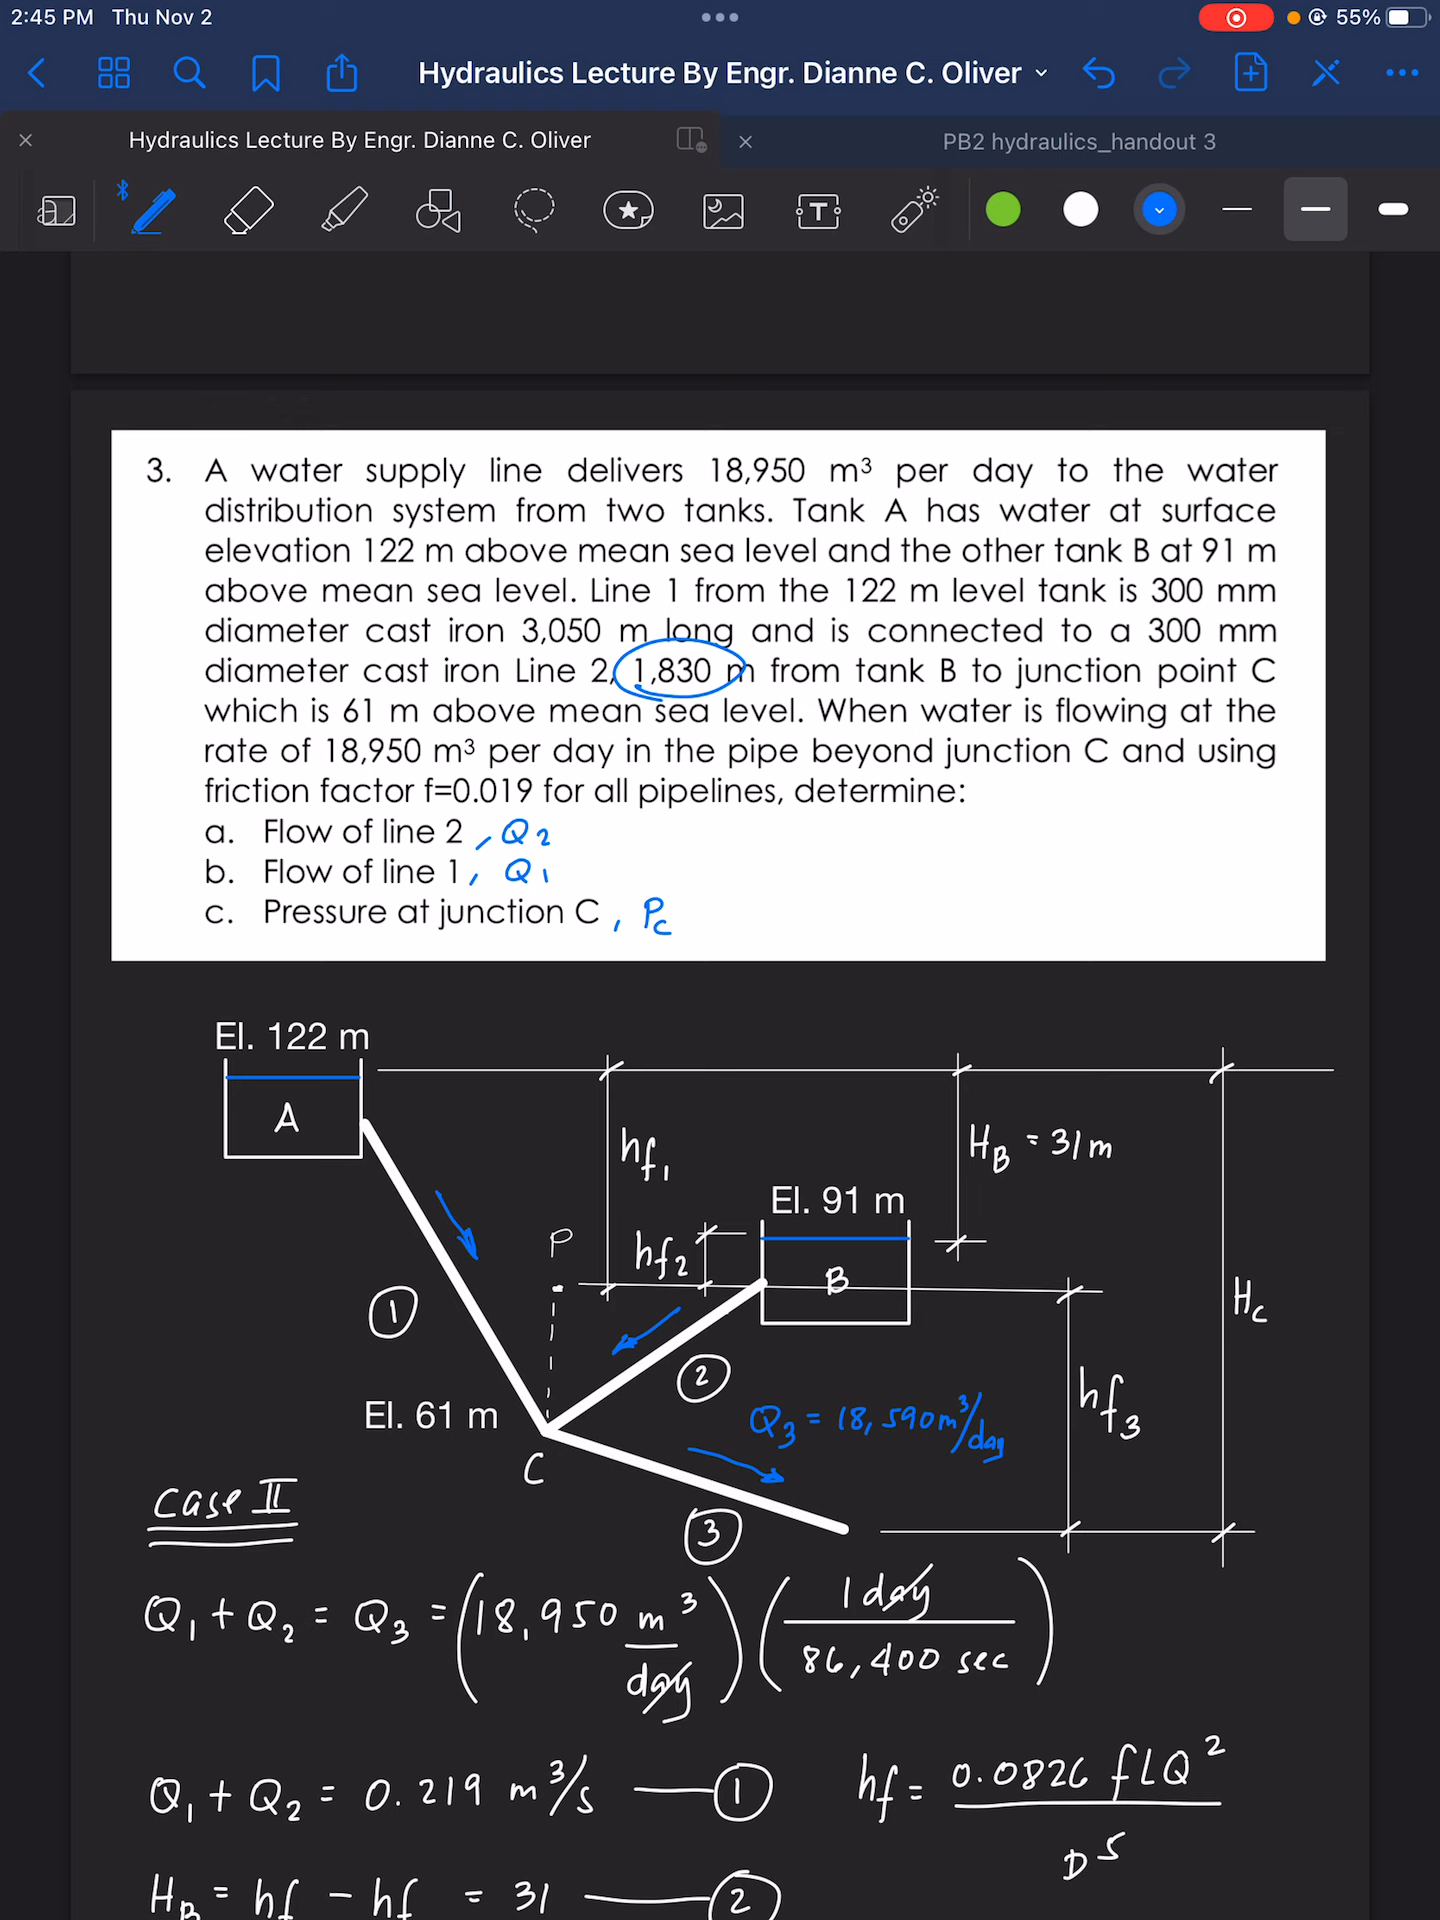 2:45 PM Thu Nov 2
55%
Hydraulics Lecture By Engr. Dianne C. Oliver
Hydraulics Lecture By Engr. Dianne C. Oliver
PB2 hydraulics_handout 3
3. A water supply line delivers 18,950 m³ per day to the water
distribution system from two tanks. Tank A has water at surface
elevation 122 m above mean sea level and the other tank B at 91 m
above mean sea level. Line 1 from the 122 m level tank is 300 mm
diameter cast iron 3,050 m long and is connected to a 300 mm
diameter cast iron Line 2, 1,830 m from tank B to junction point C
which is 61 m above mean sea level. When water is flowing at the
rate of 18,950 m³ per day in the pipe beyond junction C and using
friction factor f=0.019 for all pipelines, determine:
a. Flow of line 2, Q2
b. Flow of line 1, Q1
c. Pressure at junction C, Pc
El. 122 m
A
hf1
HB = 31m
El. 91 m
P
hf2
B
1
Hc
2
El. 61 m
Q3 = 18,590m³/day
hf3
C
Case II
3
Q1 + Q2 = Q3 = (18,950 m³/day) (1 day/86,400 sec)
Q1 + Q2 = 0.219 m³/s — 1
hf = 0.0826 fLQ²/D⁵
HB = hf - hf = 31 — 2